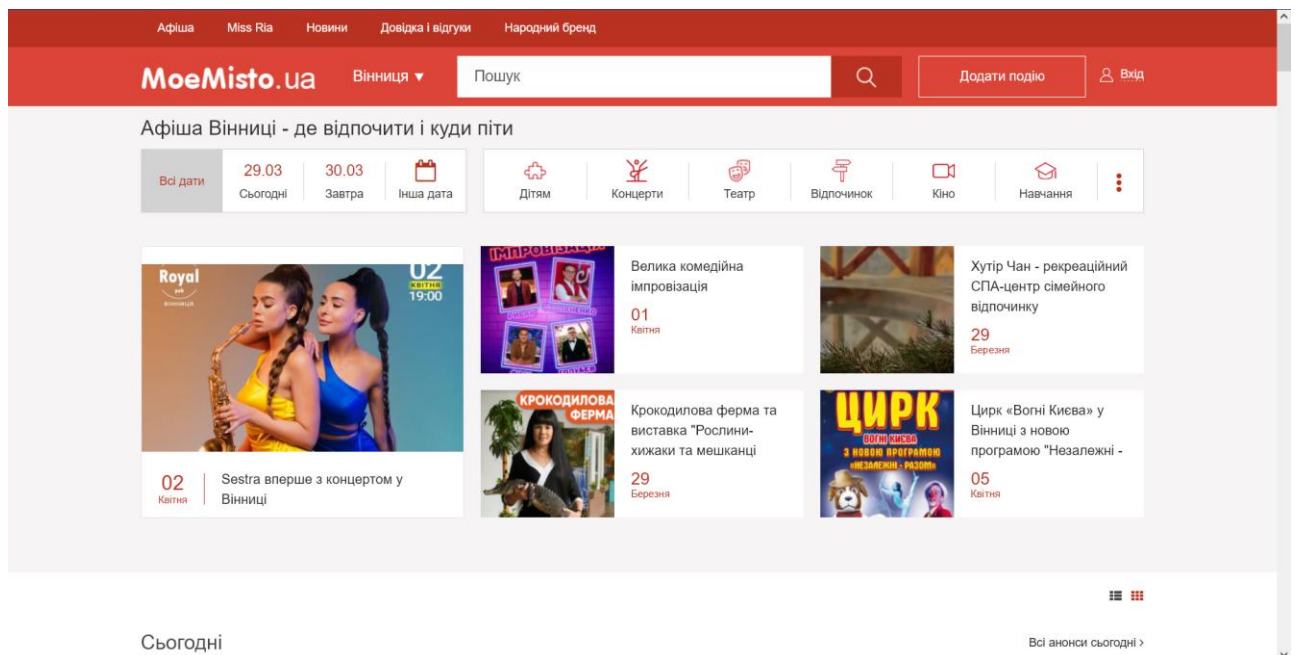 Афіша Miss Ria Новини Довідка і відгуки Народний бренд
MoeMisto.ua Вінниця ▼ Пошук Додати подію Вхід
Афіша Вінниці - де відпочити і куди піти
Всі дати
29.03
Сьогодні
30.03
Завтра
Інша дата
Дітям
Концерти
Театр
Відпочинок
Кіно
Навчання
Royal
pub
вінниця
02
КВІТНЯ
19:00
02
Квітня
Sestra вперше з концертом у
Вінниці
ІМПРОВІЗАЦІЯ
Велика комедійна
імпровізація
01
Квітня
Хутір Чан - рекреаційний
СПА-центр сімейного
відпочинку
29
Березня
КРОКОДИЛОВА
ФЕРМА
Крокодилова ферма та
виставка "Рослини-
хижаки та мешканці
29
Березня
ЦИРК
ВОГНІ КИЄВА
З НОВОЮ ПРОГРАМОЮ
«НЕЗАЛЕЖНІ - РАЗОМ»
Цирк «Вогні Києва» у
Вінниці з новою
програмою "Незалежні -
05
Квітня
Сьогодні
Всі анонси сьогодні >